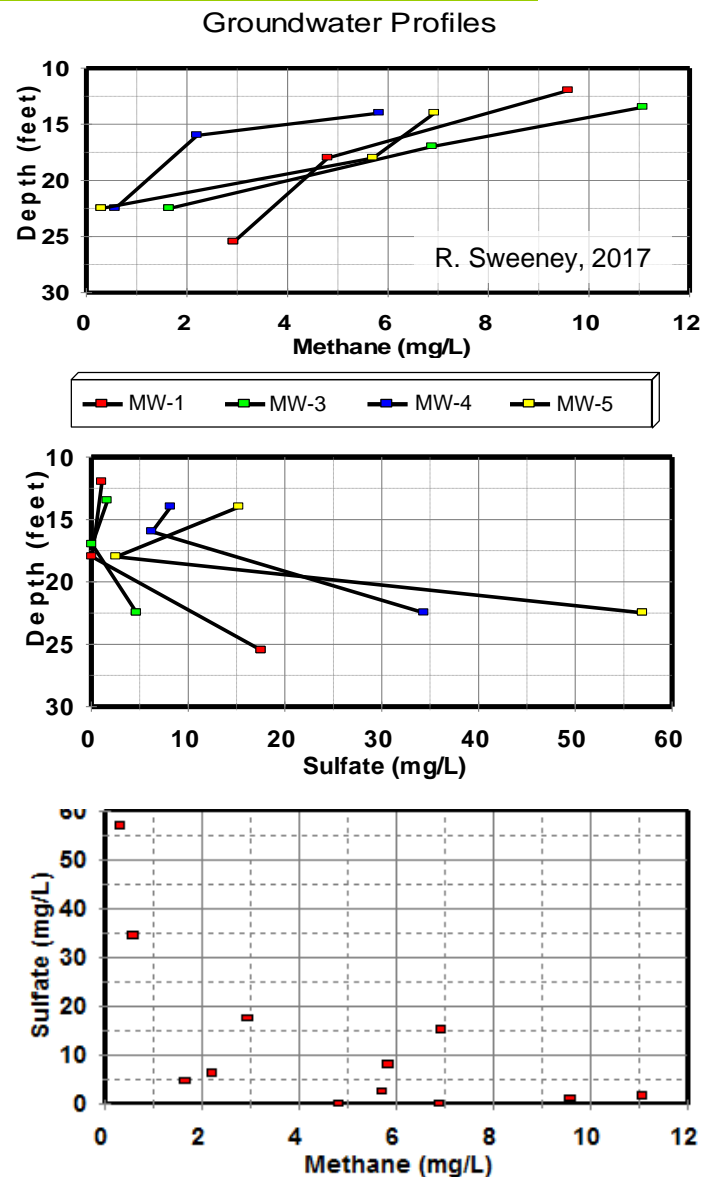 Groundwater Profiles
10
15
20
25
30
Depth (feet)
R. Sweeney, 2017
0 2 4 6 8 10 12
Methane (mg/L)
MW-1 MW-3 MW-4 MW-5
10
15
20
25
30
Depth (feet)
0 10 20 30 40 50 60
Sulfate (mg/L)
60
50
40
30
20
10
0
Sulfate (mg/L)
0 2 4 6 8 10 12
Methane (mg/L)